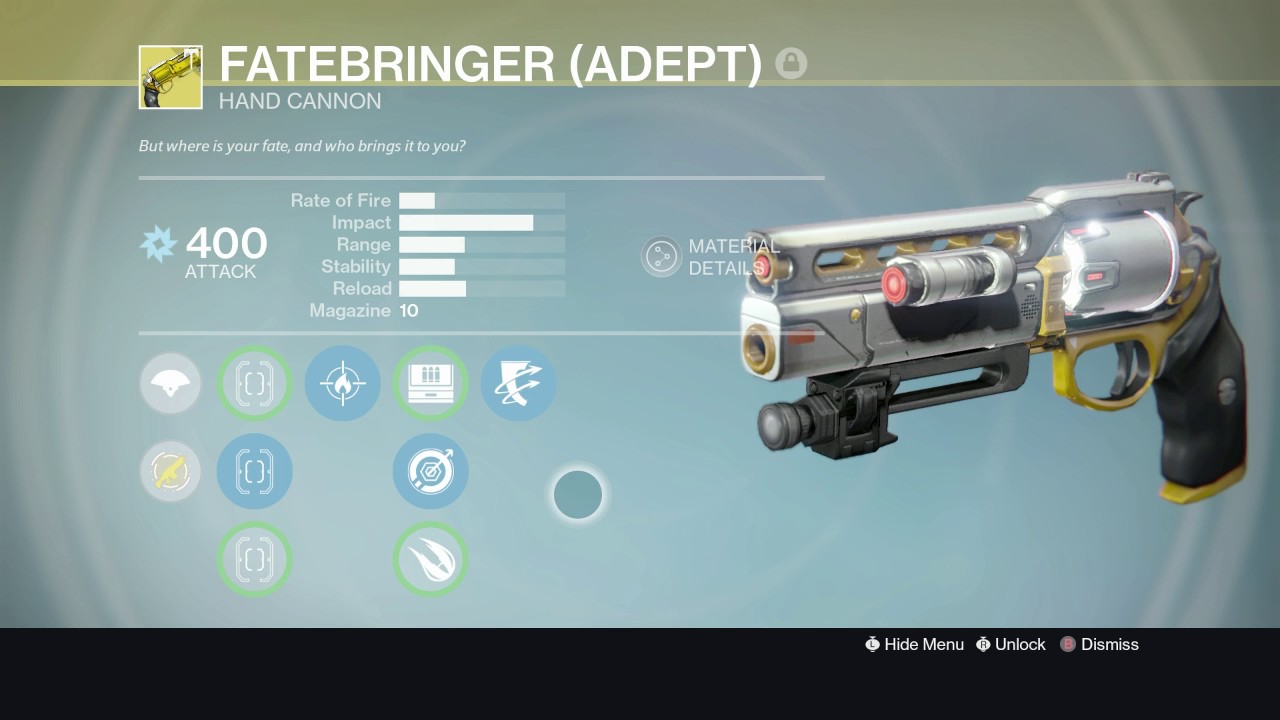 FATEBRINGER (ADEPT)
HAND CANNON
But where is your fate, and who brings it to you?
400
ATTACK
Rate of Fire
Impact
Range
Stability
Reload
Magazine 10
MATERIAL
DETAILS
L Hide Menu R Unlock B Dismiss